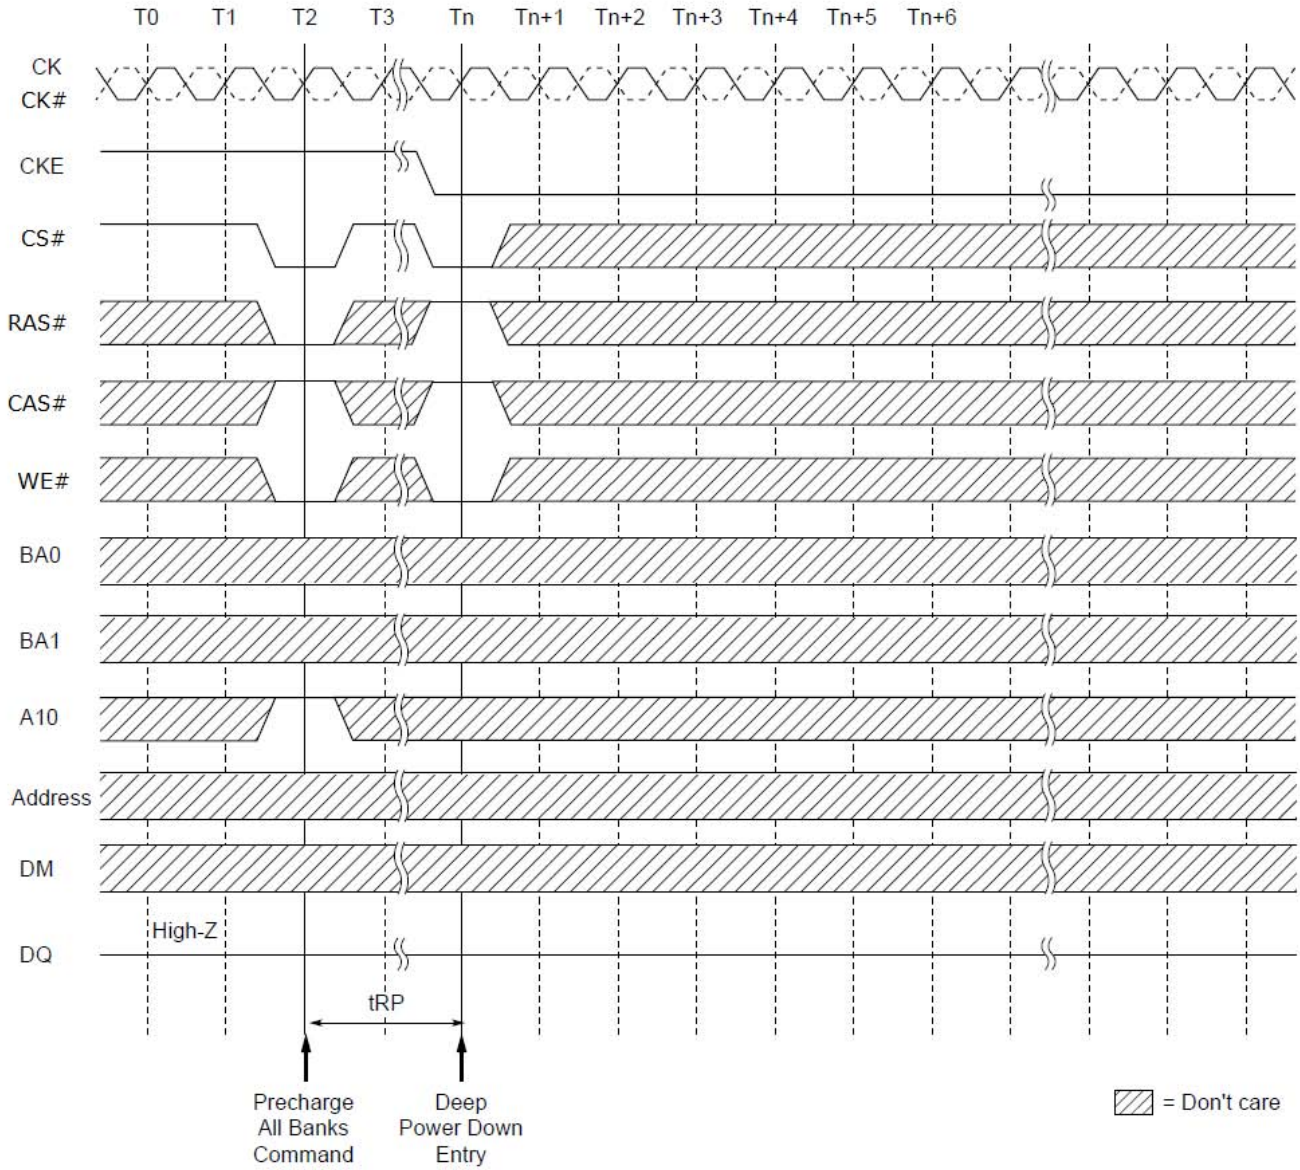 T0 T1 T2 T3 Tn Tn+1 Tn+2 Tn+3 Tn+4 Tn+5 Tn+6
CK
CK#
CKE
CS#
RAS#
CAS#
WE#
BA0
BA1
A10
Address
DM
High-Z
DQ
tRP
Precharge
All Banks
Command
Deep
Power Down
Entry
= Don't care